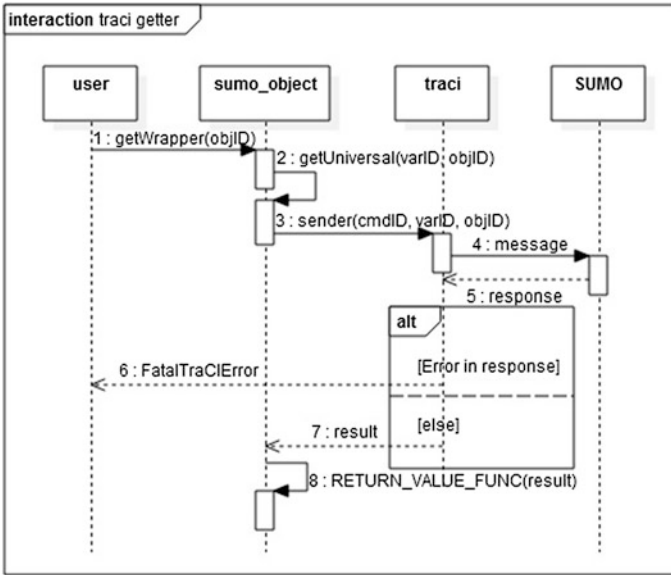 interaction traci getter
user
sumo_object
traci
SUMO
1 : getWrapper(objID)
2 : getUniversal(varID, objID)
3 : sender(cmdID, varID, objID)
4 : message
5 : response
alt
[Error in response]
6 : FatalTraCIError
[else]
7 : result
8 : RETURN_VALUE_FUNC(result)